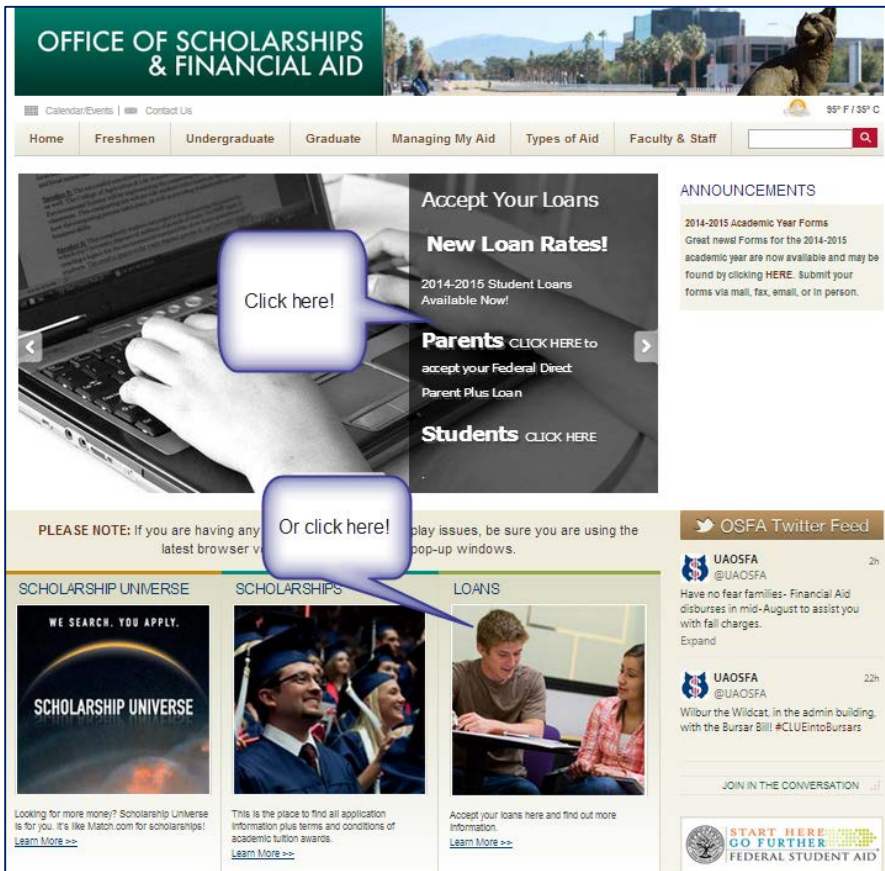 OFFICE OF SCHOLARSHIPS
& FINANCIAL AID
Calendar/Events | Contact Us
95° F / 35° C
Home Freshmen Undergraduate Graduate Managing My Aid Types of Aid Faculty & Staff
Accept Your Loans
New Loan Rates!
2014-2015 Student Loans
Available Now!
Parents CLICK HERE to
accept your Federal Direct
Parent Plus Loan
Students CLICK HERE
.
Click here!
ANNOUNCEMENTS
2014-2015 Academic Year Forms
Great news! Forms for the 2014-2015
academic year are now available and may be
found by clicking HERE. Submit your
forms via mail, fax, email, or in person.
Or click here!
PLEASE NOTE: If you are having any play issues, be sure you are using the
latest browser pop-up windows.
SCHOLARSHIP UNIVERSE
WE SEARCH. YOU APPLY.
SCHOLARSHIP UNIVERSE
Looking for more money? Scholarship Universe
is for you. It's like Match.com for scholarships!
Learn More >>
SCHOLARSHIPS
This is the place to find all application
information plus terms and conditions of
academic tuition awards.
Learn More >>
LOANS
Accept your loans here and find out more
information.
Learn More >>
OSFA Twitter Feed
UAOSFA 2h
@UAOSFA
Have no fear families- Financial Aid
disburses in mid-August to assist you
with fall charges.
Expand
UAOSFA 22h
@UAOSFA
Wilbur the Wildcat, in the admin building,
with the Bursar Bill! #CLUEintoBursars
JOIN IN THE CONVERSATION
START HERE
GO FURTHER
FEDERAL STUDENT AID